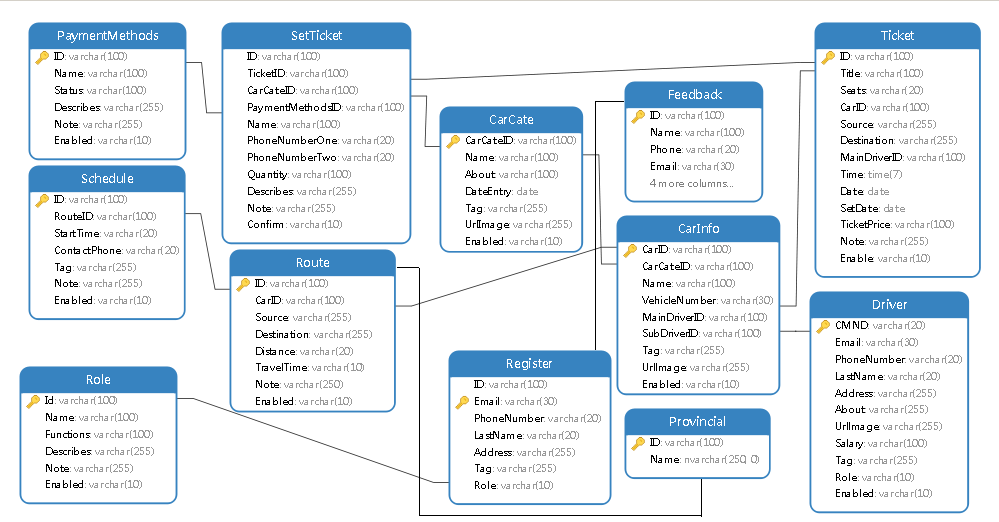 PaymentMethods
ID: varchar(100)
Name: varchar(100)
Status: varchar(100)
Describes: varchar(255)
Note: varchar(255)
Enabled: varchar(10)
SetTicket
ID: varchar(100)
TicketID: varchar(100)
CarCateID: varchar(100)
PaymentMethodsID: varchar(100)
Name: varchar(100)
PhoneNumberOne: varchar(20)
PhoneNumberTwo: varchar(20)
Quantity: varchar(100)
Describes: varchar(255)
Note: varchar(255)
Confirm: varchar(10)
Ticket
ID: varchar(100)
Title: varchar(100)
Seats: varchar(20)
CarID: varchar(100)
Source: varchar(255)
Destination: varchar(255)
MainDriverID: varchar(100)
Time: time(7)
Date: date
SetDate: date
TicketPrice: varchar(100)
Note: varchar(255)
Enable: varchar(10)
Feedback
ID: varchar(100)
Name: varchar(100)
Phone: varchar(20)
Email: varchar(30)
4 more columns...
CarCate
CarCateID: varchar(100)
Name: varchar(100)
About: varchar(100)
DateEntry: date
Tag: varchar(255)
UrlImage: varchar(255)
Enabled: varchar(10)
Schedule
ID: varchar(100)
RouteID: varchar(100)
StartTime: varchar(20)
ContactPhone: varchar(20)
Tag: varchar(255)
Note: varchar(255)
Enabled: varchar(10)
CarInfo
CarID: varchar(100)
CarCateID: varchar(100)
Name: varchar(100)
VehicleNumber: varchar(30)
MainDriverID: varchar(100)
SubDriverID: varchar(100)
Tag: varchar(255)
UrlImage: varchar(255)
Enabled: varchar(10)
Route
ID: varchar(100)
CarID: varchar(100)
Source: varchar(255)
Destination: varchar(255)
Distance: varchar(20)
TravelTime: varchar(10)
Note: varchar(250)
Enabled: varchar(10)
Driver
CMND: varchar(20)
Email: varchar(30)
PhoneNumber: varchar(20)
LastName: varchar(20)
Address: varchar(255)
About: varchar(255)
UrlImage: varchar(255)
Salary: varchar(100)
Tag: varchar(255)
Role: varchar(10)
Enabled: varchar(10)
Register
ID: varchar(100)
Email: varchar(30)
PhoneNumber: varchar(20)
LastName: varchar(20)
Address: varchar(255)
Tag: varchar(255)
Role: varchar(10)
Role
Id: varchar(100)
Name: varchar(100)
Functions: varchar(100)
Describes: varchar(255)
Note: varchar(255)
Enabled: varchar(10)
Provincial
ID: varchar(100)
Name: nvarchar(250, 0)